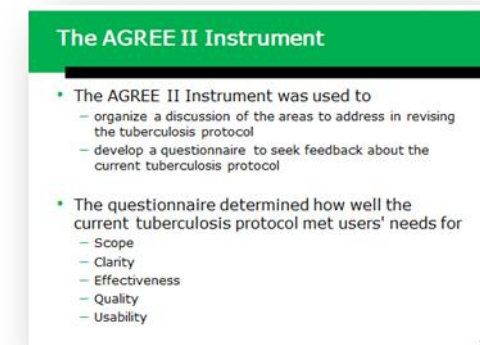 The AGREE II Instrument
• The AGREE II Instrument was used to
– organize a discussion of the areas to address in revising
the tuberculosis protocol
– develop a questionnaire to seek feedback about the
current tuberculosis protocol
• The questionnaire determined how well the
current tuberculosis protocol met users' needs for
– Scope
– Clarity
– Effectiveness
– Quality
– Usability